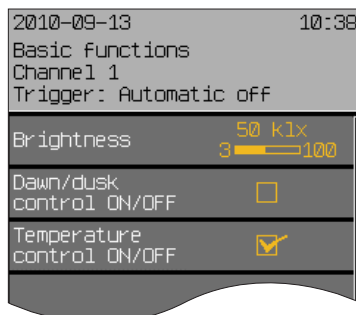 2010-09-13 10:38
Basic functions
Channel 1
Trigger: Automatic off
Brightness 50 klx
3 100
Dawn/dusk
control ON/OFF
Temperature
control ON/OFF